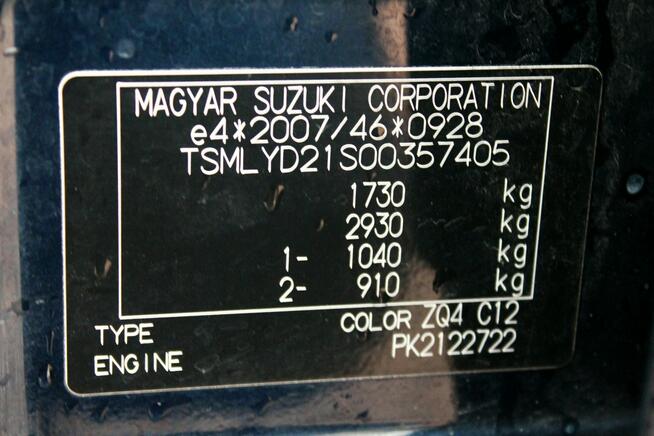 MAGYAR SUZUKI CORPORATION
e4*2007/46*0928
TSMLYD21S00357405
1730 kg
2930 kg
1- 1040 kg
2- 910 kg
TYPE COLOR ZQ4 C12
ENGINE PK2122722